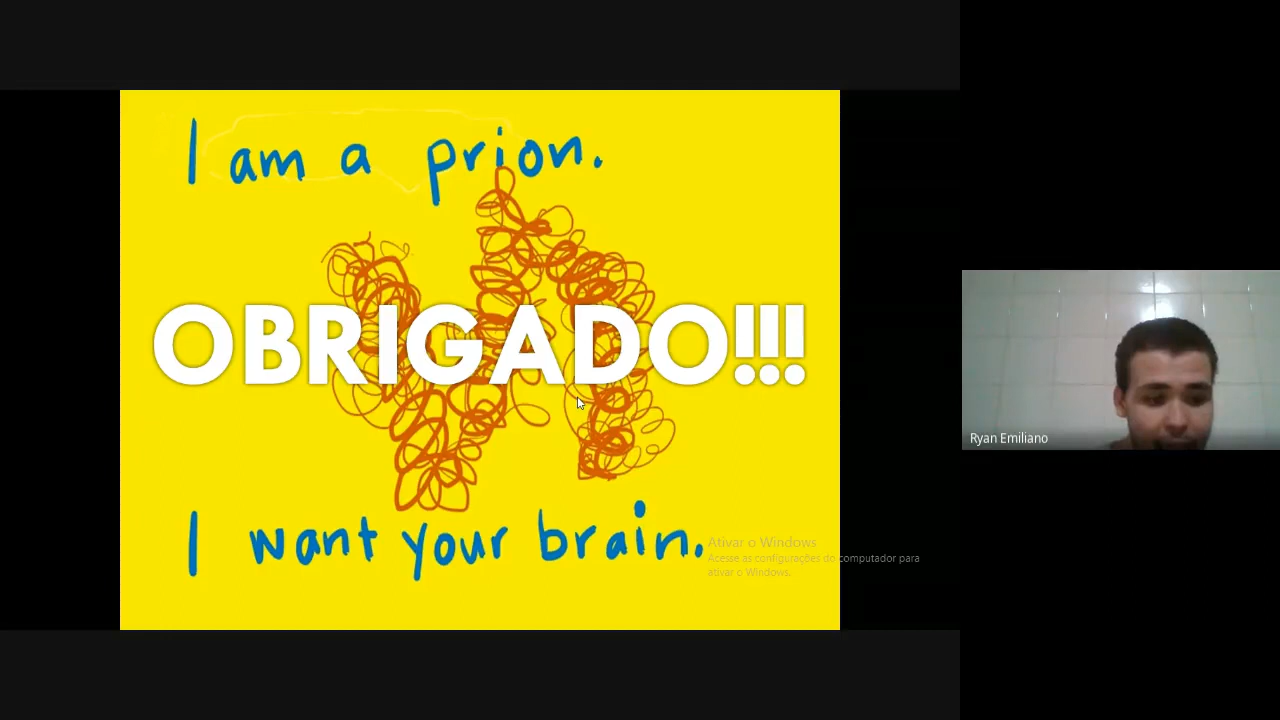 I am a prion.
OBRIGADO!!!
I want your brain.
Ativar o Windows
Acesse as configurações do computador para
ativar o Windows.
Ryan Emiliano